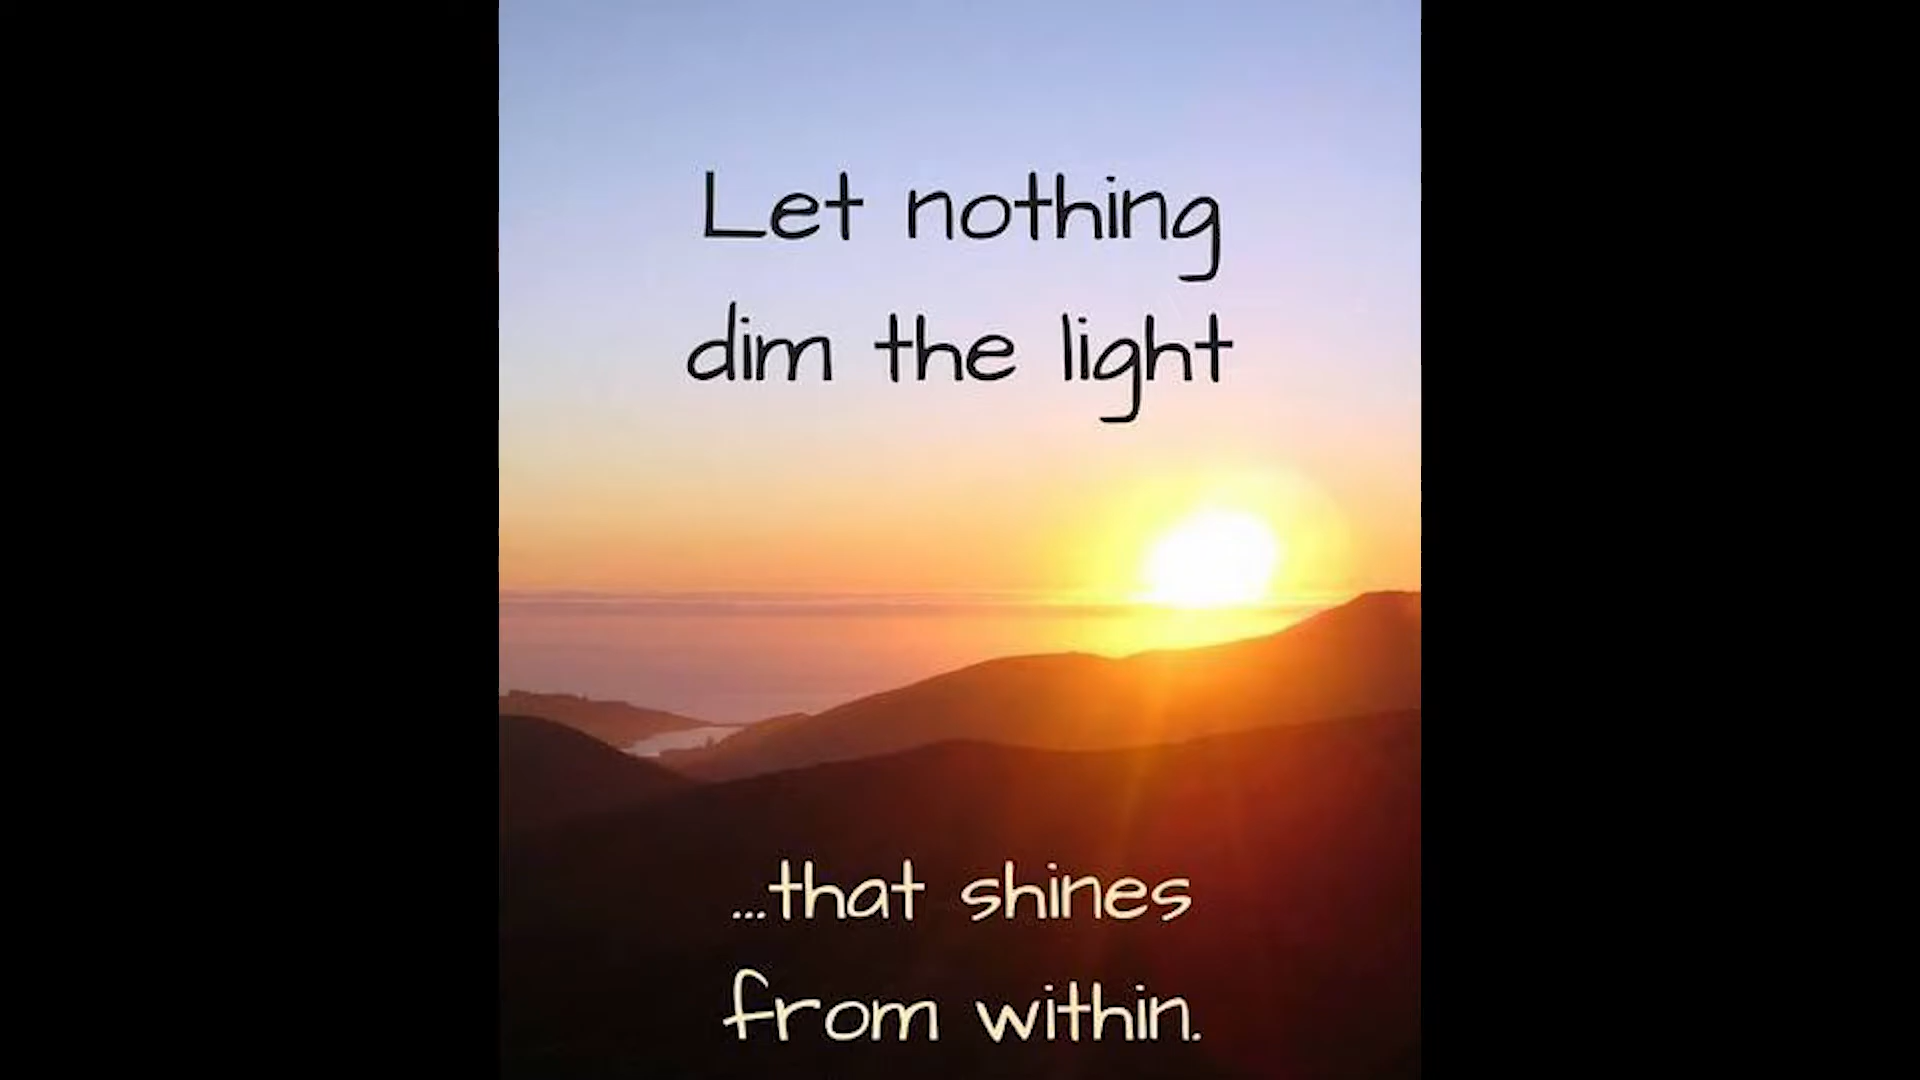 Let nothing
dim the light
...that shines
from within.